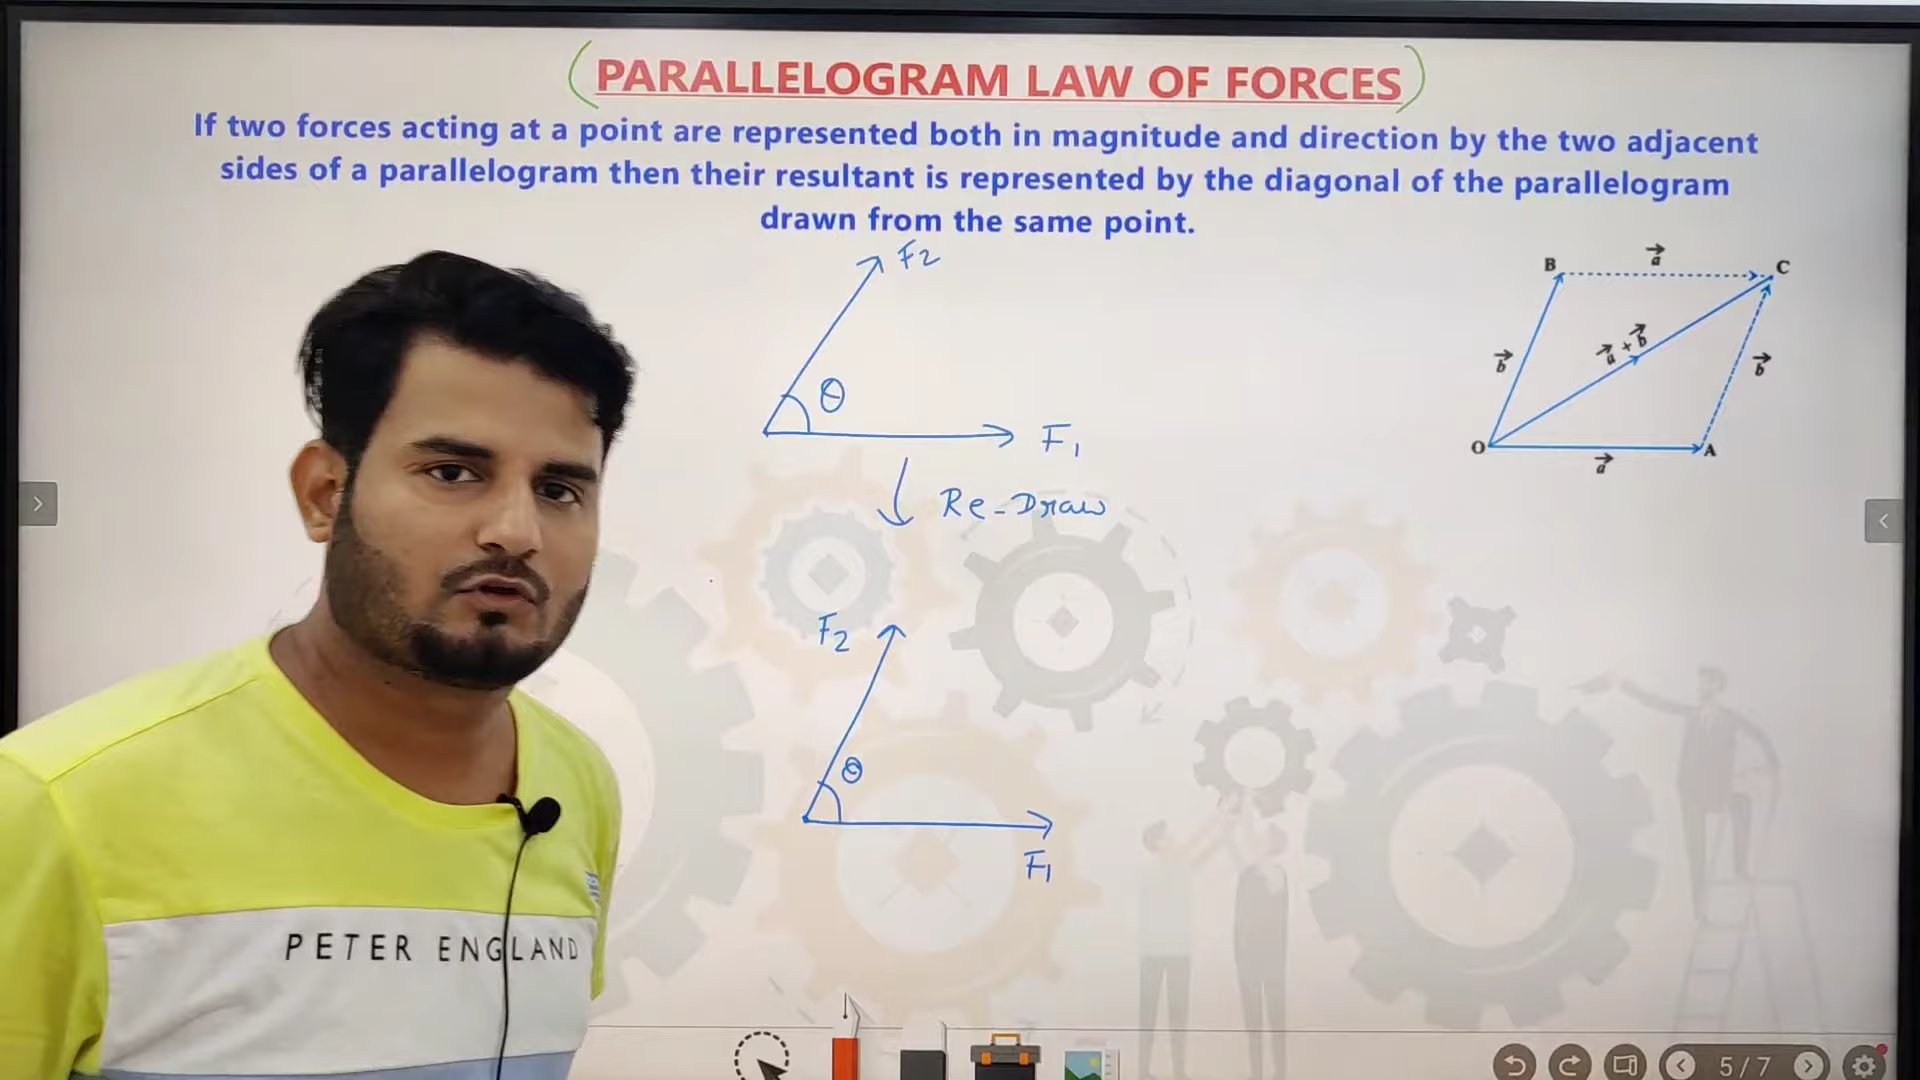 (PARALLELOGRAM LAW OF FORCES)
If two forces acting at a point are represented both in magnitude and direction by the two adjacent
sides of a parallelogram then their resultant is represented by the diagonal of the parallelogram
drawn from the same point.
F2
θ
F1
Re-Draw
F2
θ
F1
B
a
C
b
a + b
b
O
a
A
PETER ENGLAND
5/7